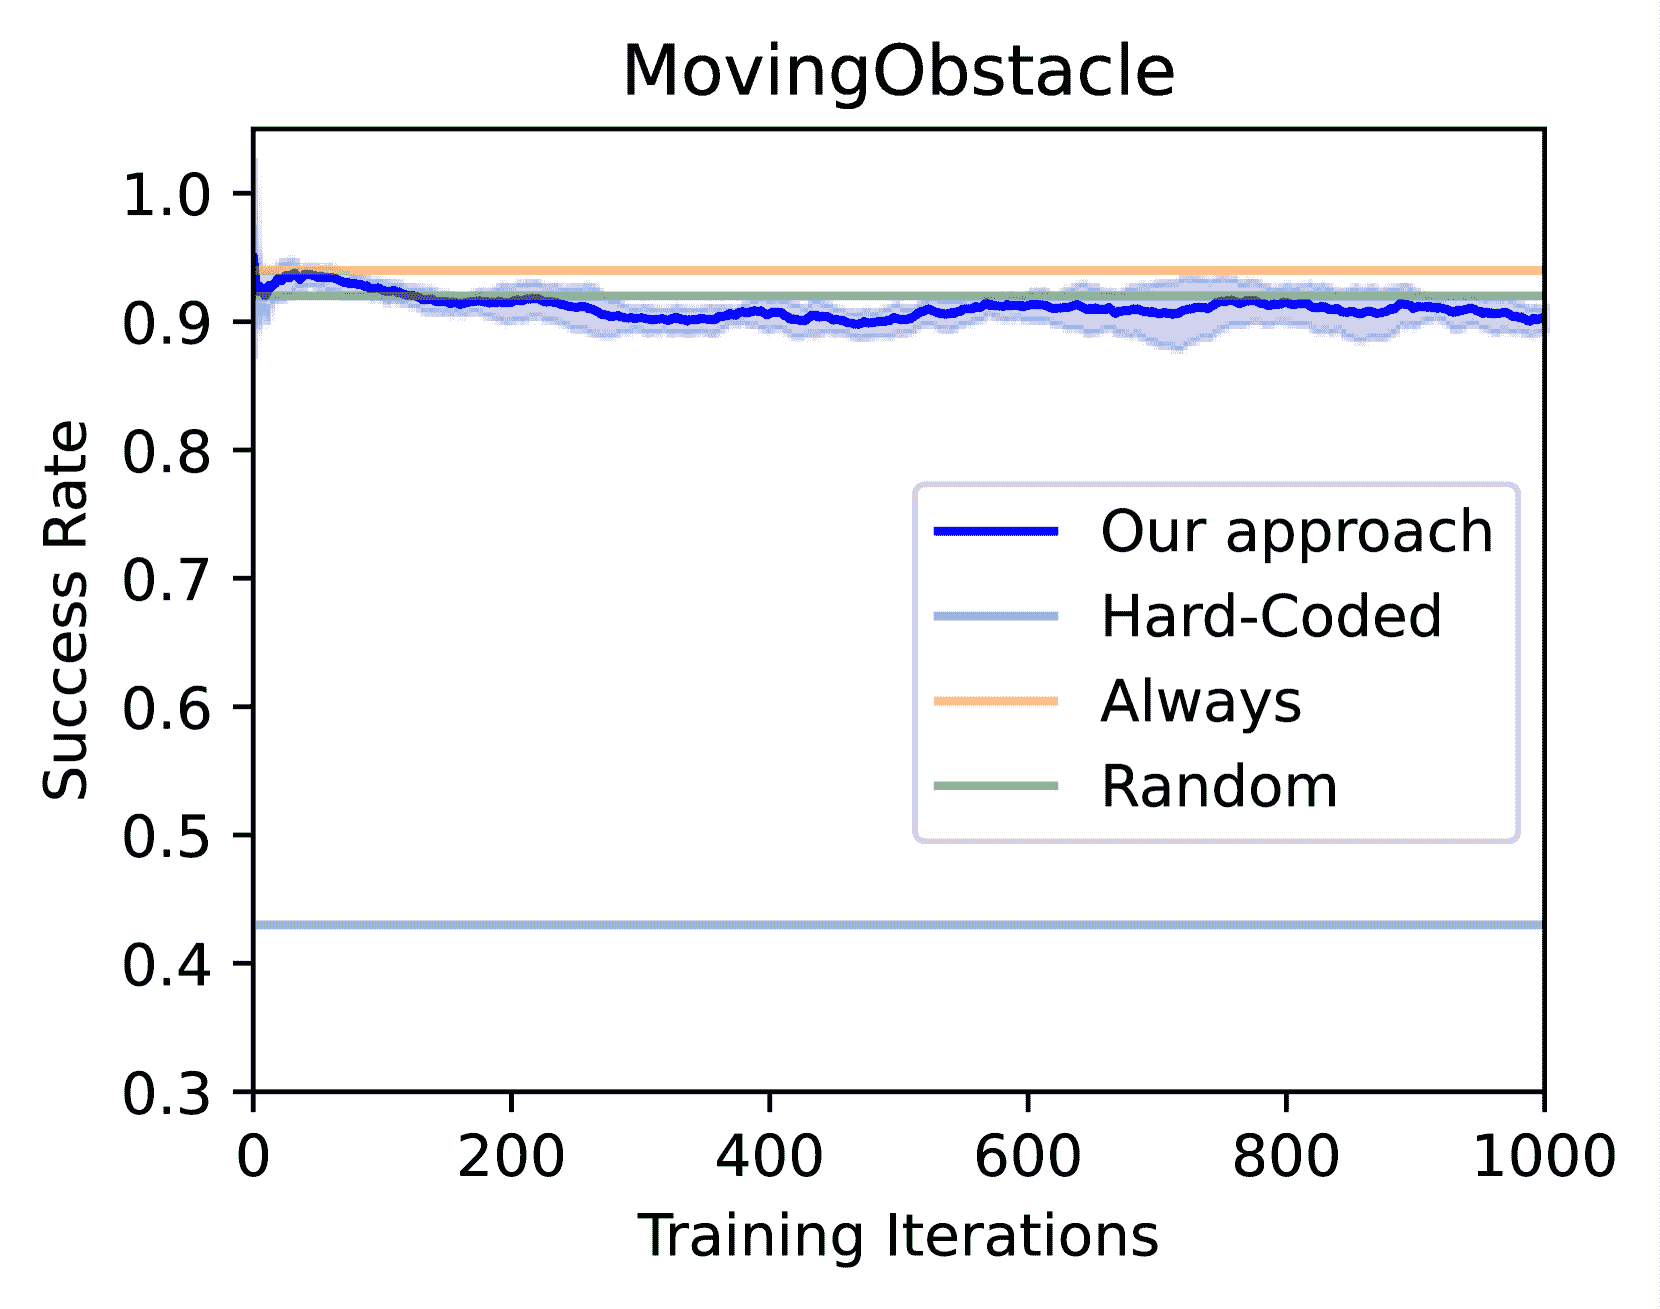 MovingObstacle
1.0
0.9
0.8
0.7
0.6
0.5
0.4
0.3
Success Rate
Our approach
Hard-Coded
Always
Random
0 200 400 600 800 1000
Training Iterations